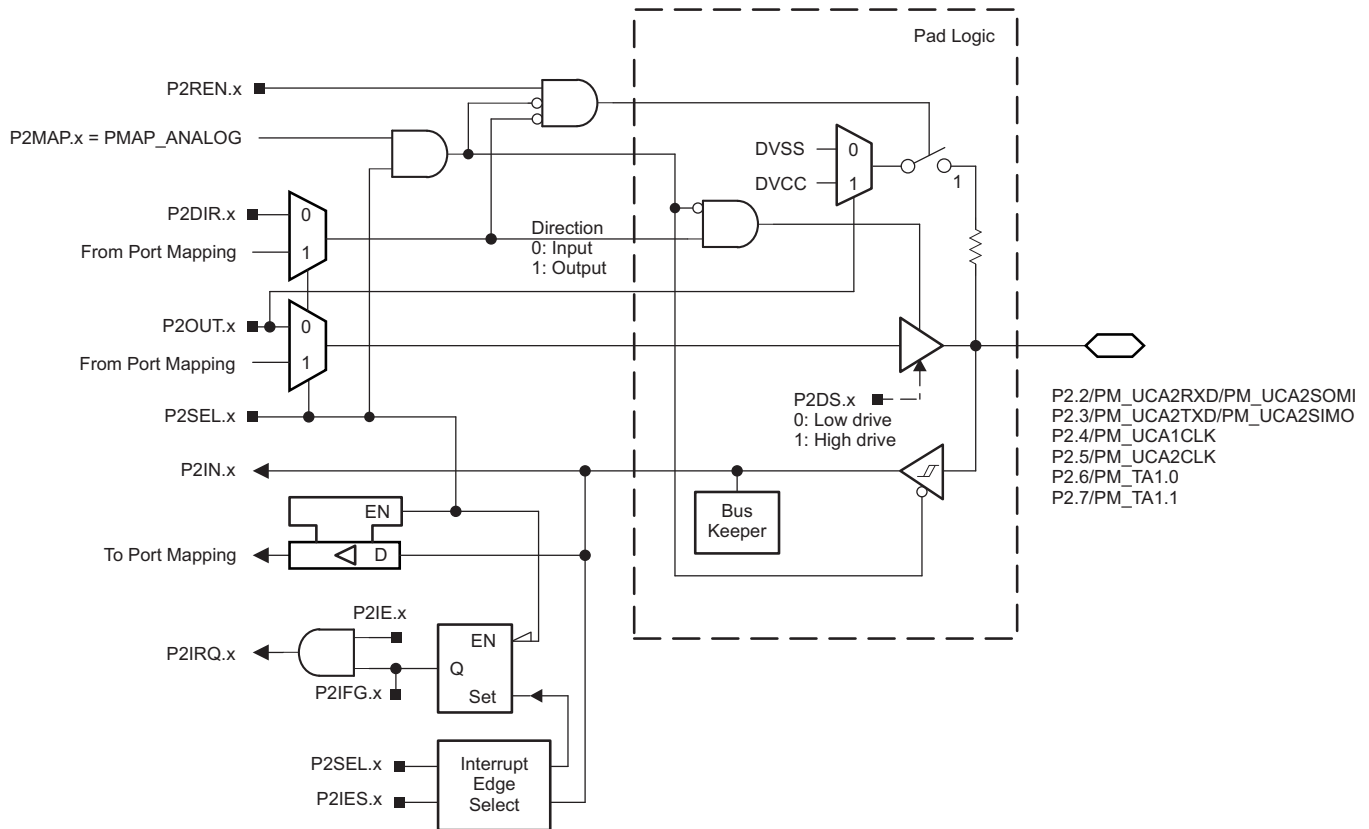 Pad Logic
P2REN.x
P2MAP.x = PMAP_ANALOG
DVSS
0
DVCC
1
1
P2DIR.x
0
From Port Mapping
1
Direction
0: Input
1: Output
P2OUT.x
0
From Port Mapping
1
P2SEL.x
P2DS.x
0: Low drive
1: High drive
P2.2/PM_UCA2RXD/PM_UCA2SOMI
P2.3/PM_UCA2TXD/PM_UCA2SIMO
P2.4/PM_UCA1CLK
P2.5/PM_UCA2CLK
P2.6/PM_TA1.0
P2.7/PM_TA1.1
P2IN.x
Bus
Keeper
EN
To Port Mapping
D
P2IE.x
P2IRQ.x
EN
Q
P2IFG.x
Set
P2SEL.x
P2IES.x
Interrupt
Edge
Select